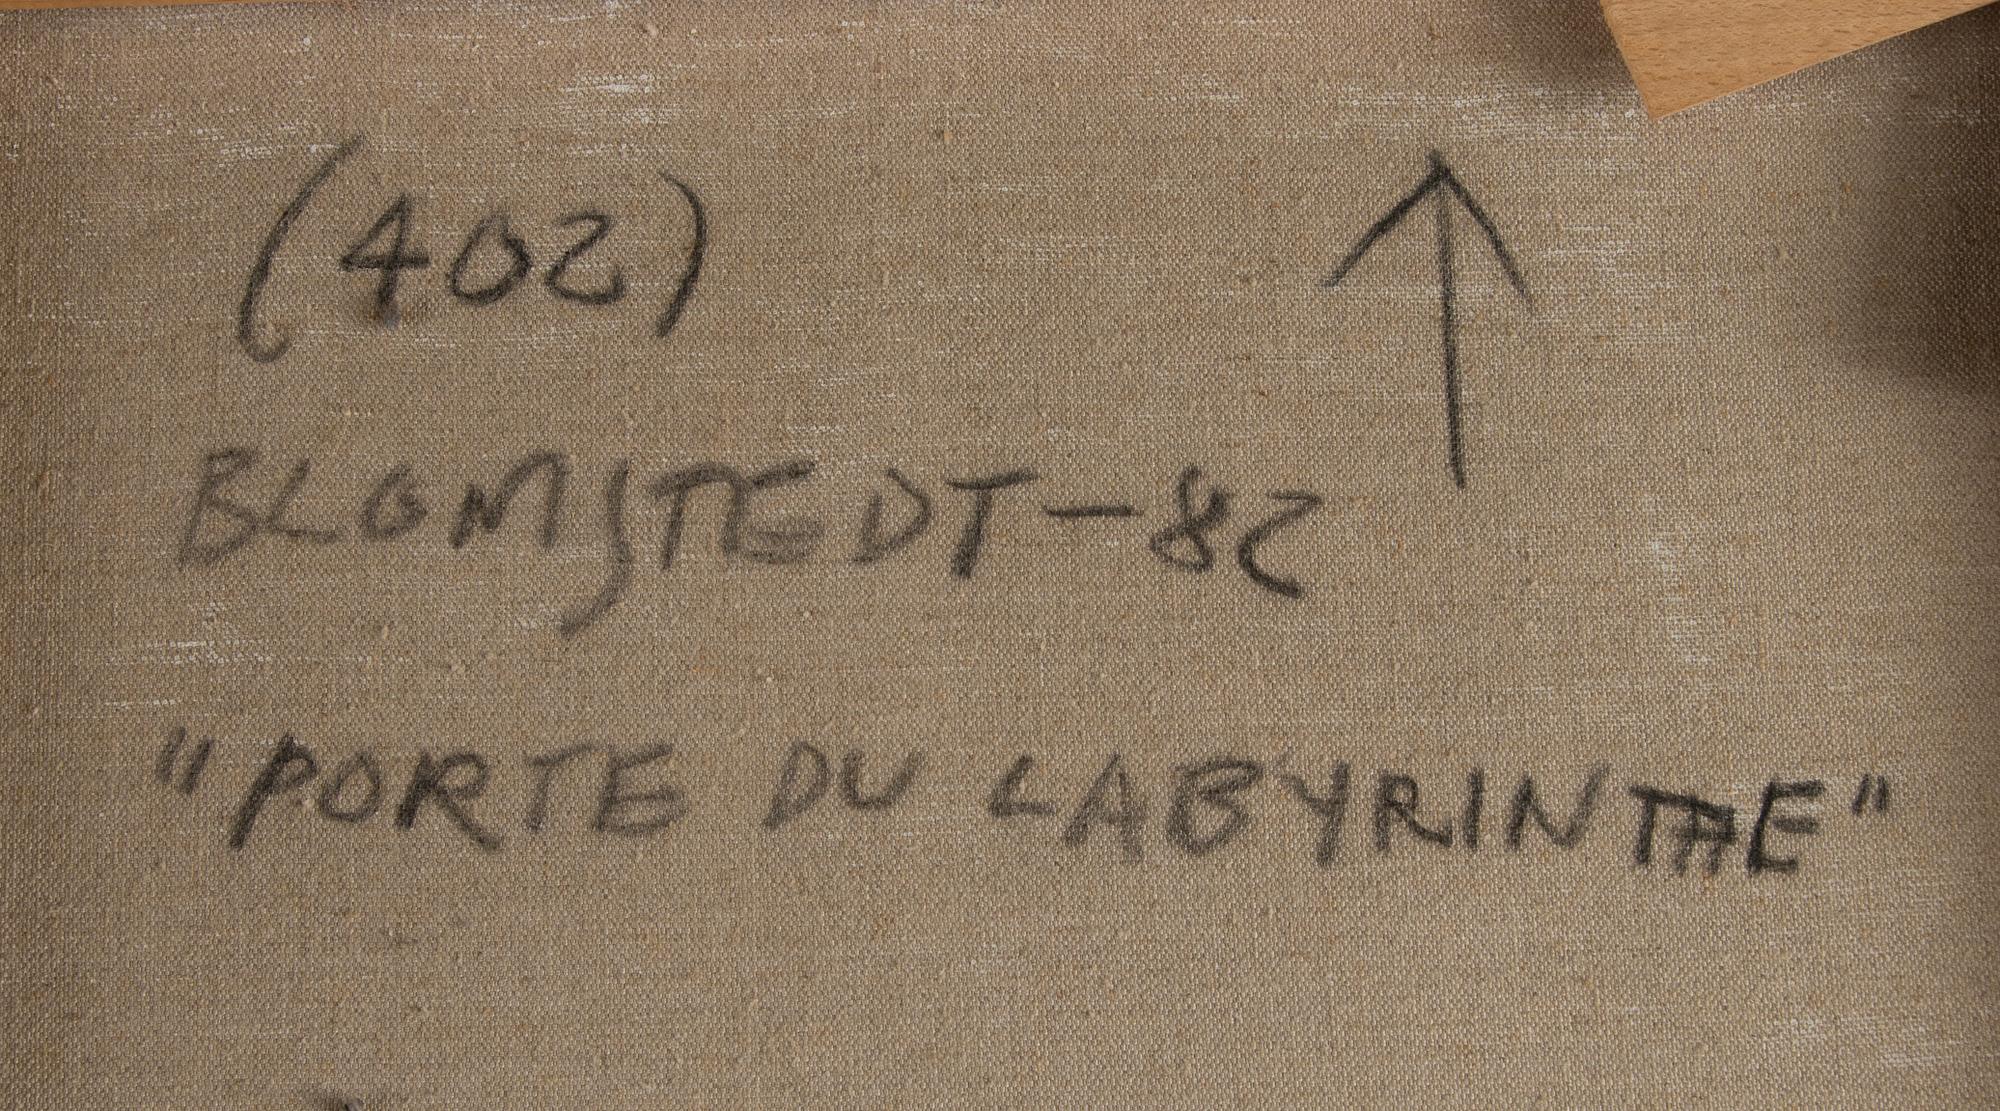 (402)
BLOMSTEDT-82
"PORTE DU LABYRINTHE"